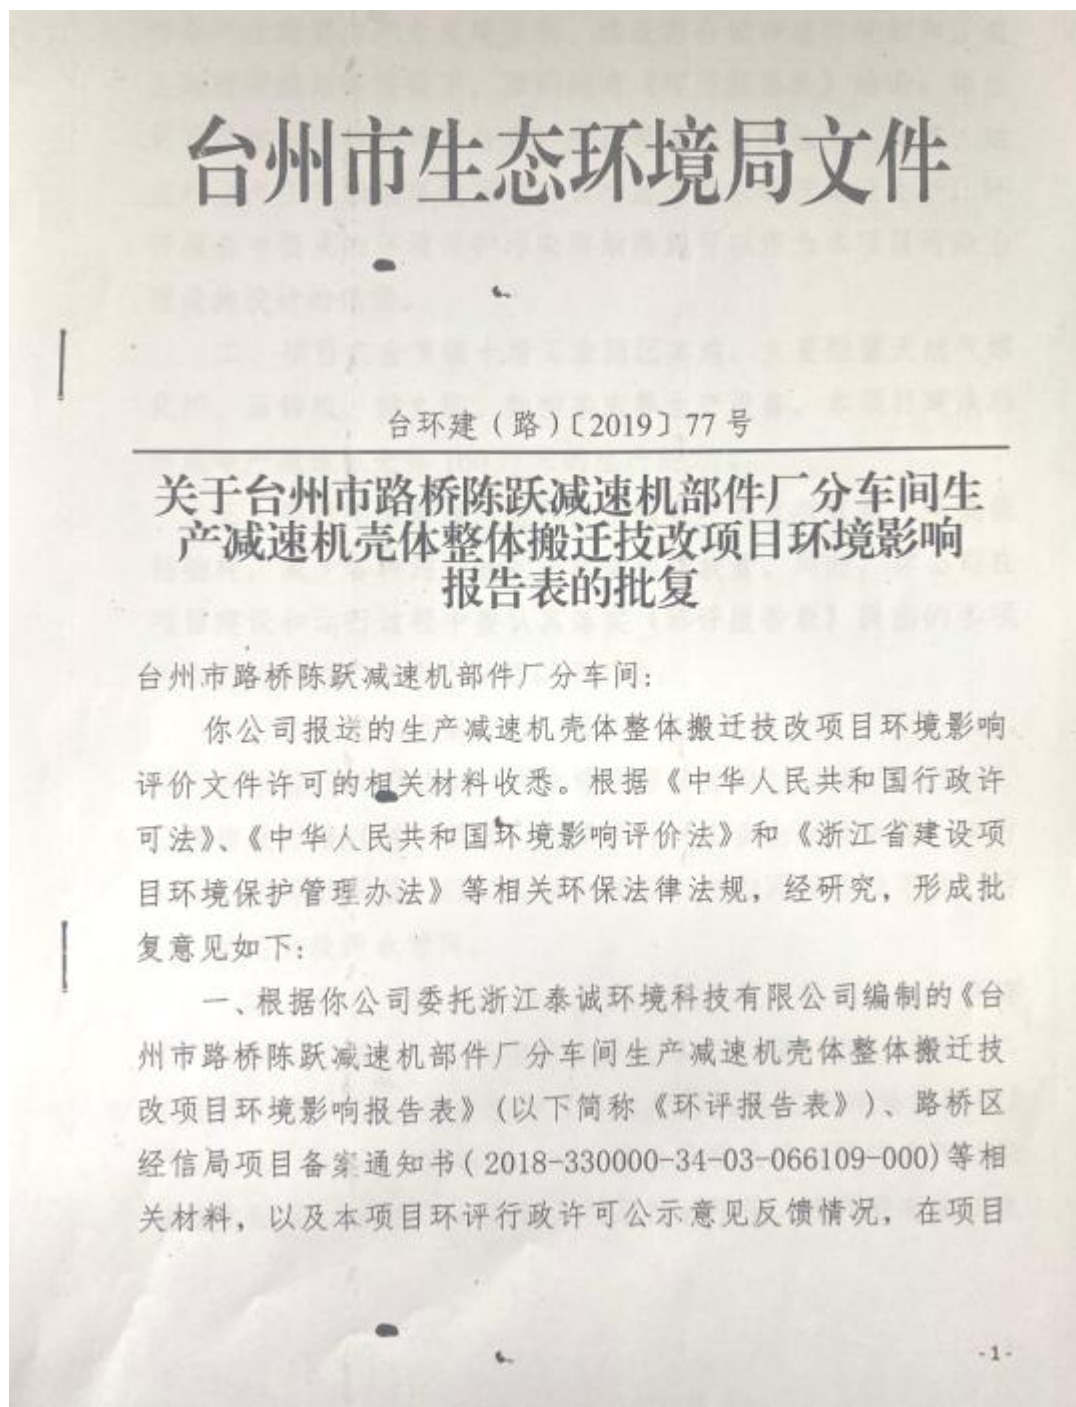 台州市生态环境局文件
台环建（路）〔2019〕77号
关于台州市路桥陈跃减速机部件厂分车间生
产减速机壳体整体搬迁技改项目环境影响
报告表的批复
台州市路桥陈跃减速机部件厂分车间：
你公司报送的生产减速机壳体整体搬迁技改项目环境影响
评价文件许可的相关材料收悉。根据《中华人民共和国行政许
可法》、《中华人民共和国环境影响评价法》和《浙江省建设项
目环境保护管理办法》等相关环保法律法规，经研究，形成批
复意见如下：
一、根据你公司委托浙江泰诚环境科技有限公司编制的《台
州市路桥陈跃减速机部件厂分车间生产减速机壳体整体搬迁技
改项目环境影响报告表》(以下简称《环评报告表》)、路桥区
经信局项目备案通知书(2018-330000-34-03-066109-000)等相
关材料，以及本项目环评行政许可公示意见反馈情况，在项目
-1-